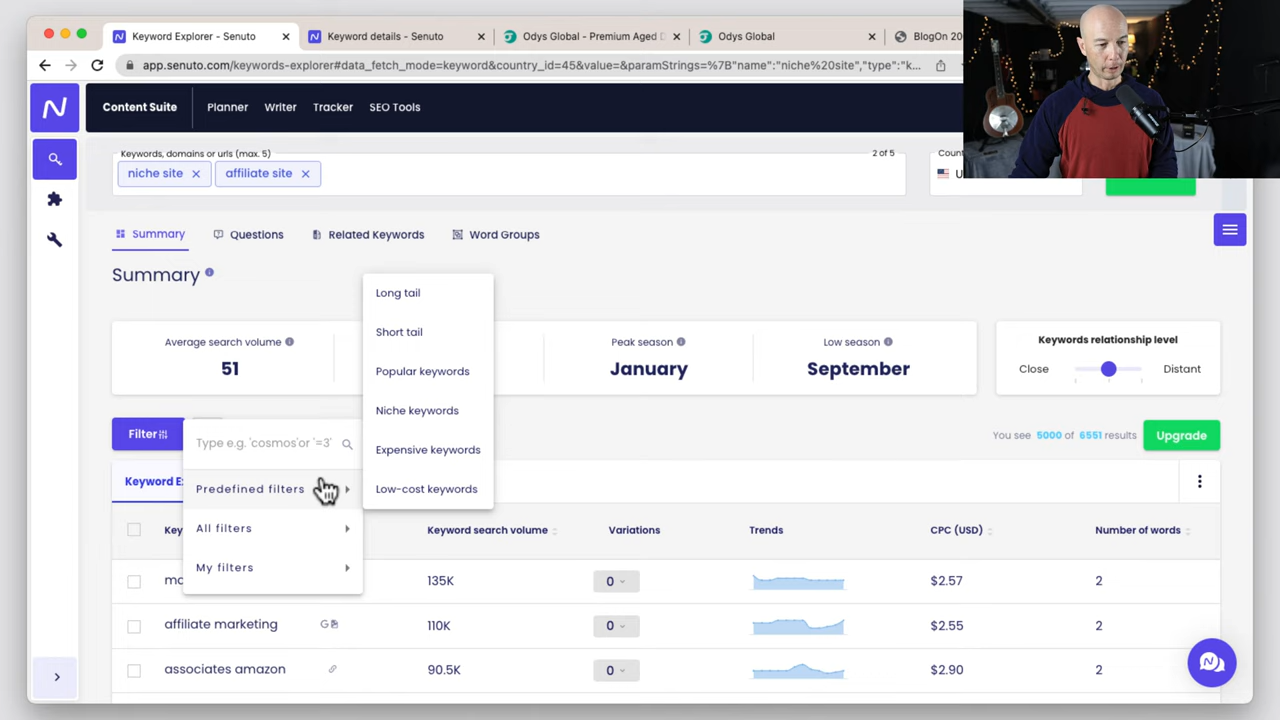 Keyword Explorer - Senuto
Keyword details - Senuto
Odys Global - Premium Aged D
Odys Global
BlogOn 20
app.senuto.com/keywords-explorer#data_fetch_mode=keyword&country_id=45&value=&paramStrings=%7B"name":"niche%20site","type":"k...
Content Suite
Planner
Writer
Tracker
SEO Tools
Keywords, domains or urls (max. 5)
2 of 5
niche site
affiliate site
Summary
Questions
Related Keywords
Word Groups
Summary
Long tail
Short tail
Popular keywords
Niche keywords
Expensive keywords
Low-cost keywords
Average search volume
51
Peak season
January
Low season
September
Keywords relationship level
Close
Distant
Filter
Type e.g. 'cosmos'or '=3'
Predefined filters
All filters
My filters
You see 5000 of 6551 results
Upgrade
Keyword search volume
Variations
Trends
CPC (USD)
Number of words
135K
0
$2.57
2
affiliate marketing
110K
0
$2.55
2
associates amazon
90.5K
0
$2.90
2